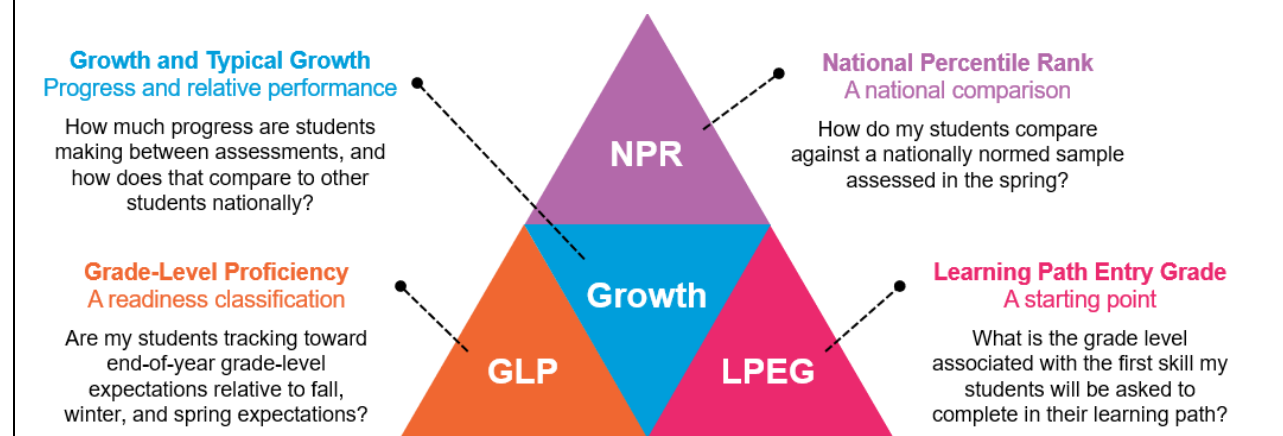 Growth and Typical Growth
Progress and relative performance
How much progress are students
making between assessments, and
how does that compare to other
students nationally?
National Percentile Rank
A national comparison
How do my students compare
against a nationally normed sample
assessed in the spring?
NPR
Growth
GLP
LPEG
Grade-Level Proficiency
A readiness classification
Are my students tracking toward
end-of-year grade-level
expectations relative to fall,
winter, and spring expectations?
Learning Path Entry Grade
A starting point
What is the grade level
associated with the first skill my
students will be asked to
complete in their learning path?